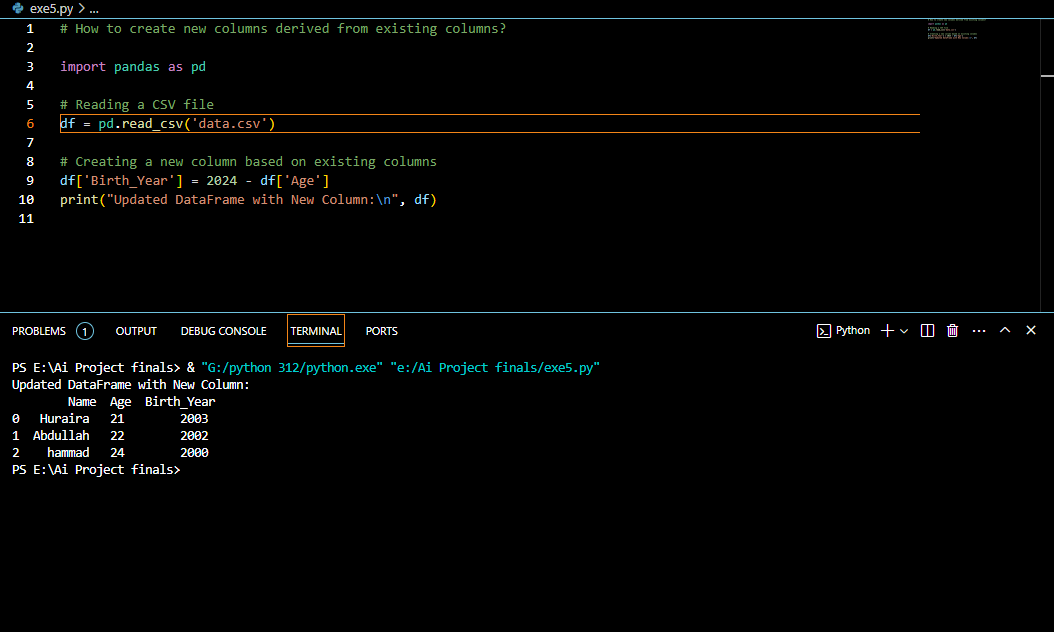 exe5.py > ...
1 # How to create new columns derived from existing columns?
2
3 import pandas as pd
4
5 # Reading a CSV file
6 df = pd.read_csv('data.csv')
7
8 # Creating a new column based on existing columns
9 df['Birth_Year'] = 2024 - df['Age']
10 print("Updated DataFrame with New Column:\n", df)
11
PROBLEMS 1 OUTPUT DEBUG CONSOLE TERMINAL PORTS Python
PS E:\Ai Project finals> & "G:/python 312/python.exe" "e:/Ai Project finals/exe5.py"
Updated DataFrame with New Column:
Name Age Birth_Year
0 Huraira 21 2003
1 Abdullah 22 2002
2 hammad 24 2000
PS E:\Ai Project finals>